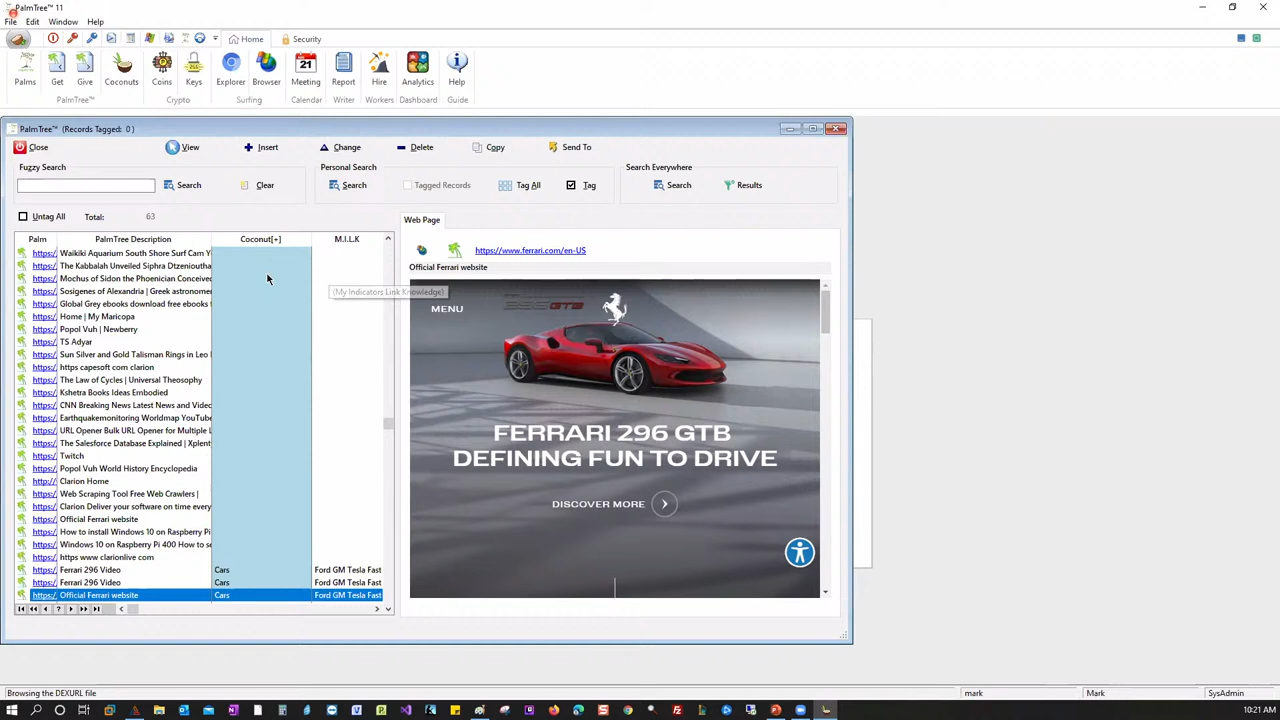 PalmTree™ 11
File Edit Window Help
Home Security
Palms Get Give Coconuts Coins Keys Explorer Browser Meeting Report Hire Analytics Help
PalmTree™ Crypto Surfing Calendar Writer Workers Dashboard Guide
PalmTree™ (Records Tagged: 0 )
Close View Insert Change Delete Copy Send To
Fuzzy Search Personal Search Search Everywhere
Search Clear Search Tagged Records Tag All Tag Search Results
Untag All Total: 63
Web Page
Palm PalmTree Description Coconut[+] M.I.L.K
https://www.ferrari.com/en-US
Official Ferrari website
https:/ Waikiki Aquarium South Shore Surf Cam Y
https:/ The Kabbalah Unveiled Siphra Dtzenioutha
https:/ Mochus of Sidon the Phoenician Conceive
https:/ Sosigenes of Alexandria | Greek astronome
(My Indicators Link Knowledge)
https:/ Global Grey ebooks download free ebooks
https:/ Home | My Maricopa
https:/ Popol Vuh | Newberry
https:/ TS Adyar
https:/ Sun Silver and Gold Talisman Rings in Leo
https:/ https capesoft com clarion
https:/ The Law of Cycles | Universal Theosophy
https:/ Kshetra Books Ideas Embodied
https:/ CNN Breaking News Latest News and Video
https:/ Earthquakemonitoring Worldmap YouTube
https:/ URL Opener Bulk URL Opener for Multiple L
https:/ The Salesforce Database Explained | Xplent
https:/ Twitch
https:/ Popol Vuh World History Encyclopedia
https:/ Clarion Home
https:/ Web Scraping Tool Free Web Crawlers |
https:/ Clarion Deliver your software on time every
https:/ Official Ferrari website
https:/ How to install Windows 10 on Raspberry Pi
https:/ Windows 10 on Raspberry Pi 400 How to se
https:/ https www clarionlive com
https:/ Ferrari 296 Video Cars Ford GM Tesla Fast
https:/ Ferrari 296 Video Cars Ford GM Tesla Fast
https:/ Official Ferrari website Cars Ford GM Tesla Fast
MENU
FERRARI 296 GTB
DEFINING FUN TO DRIVE
DISCOVER MORE
Browsing the DEXURL file mark Mark SysAdmin
10:21 AM